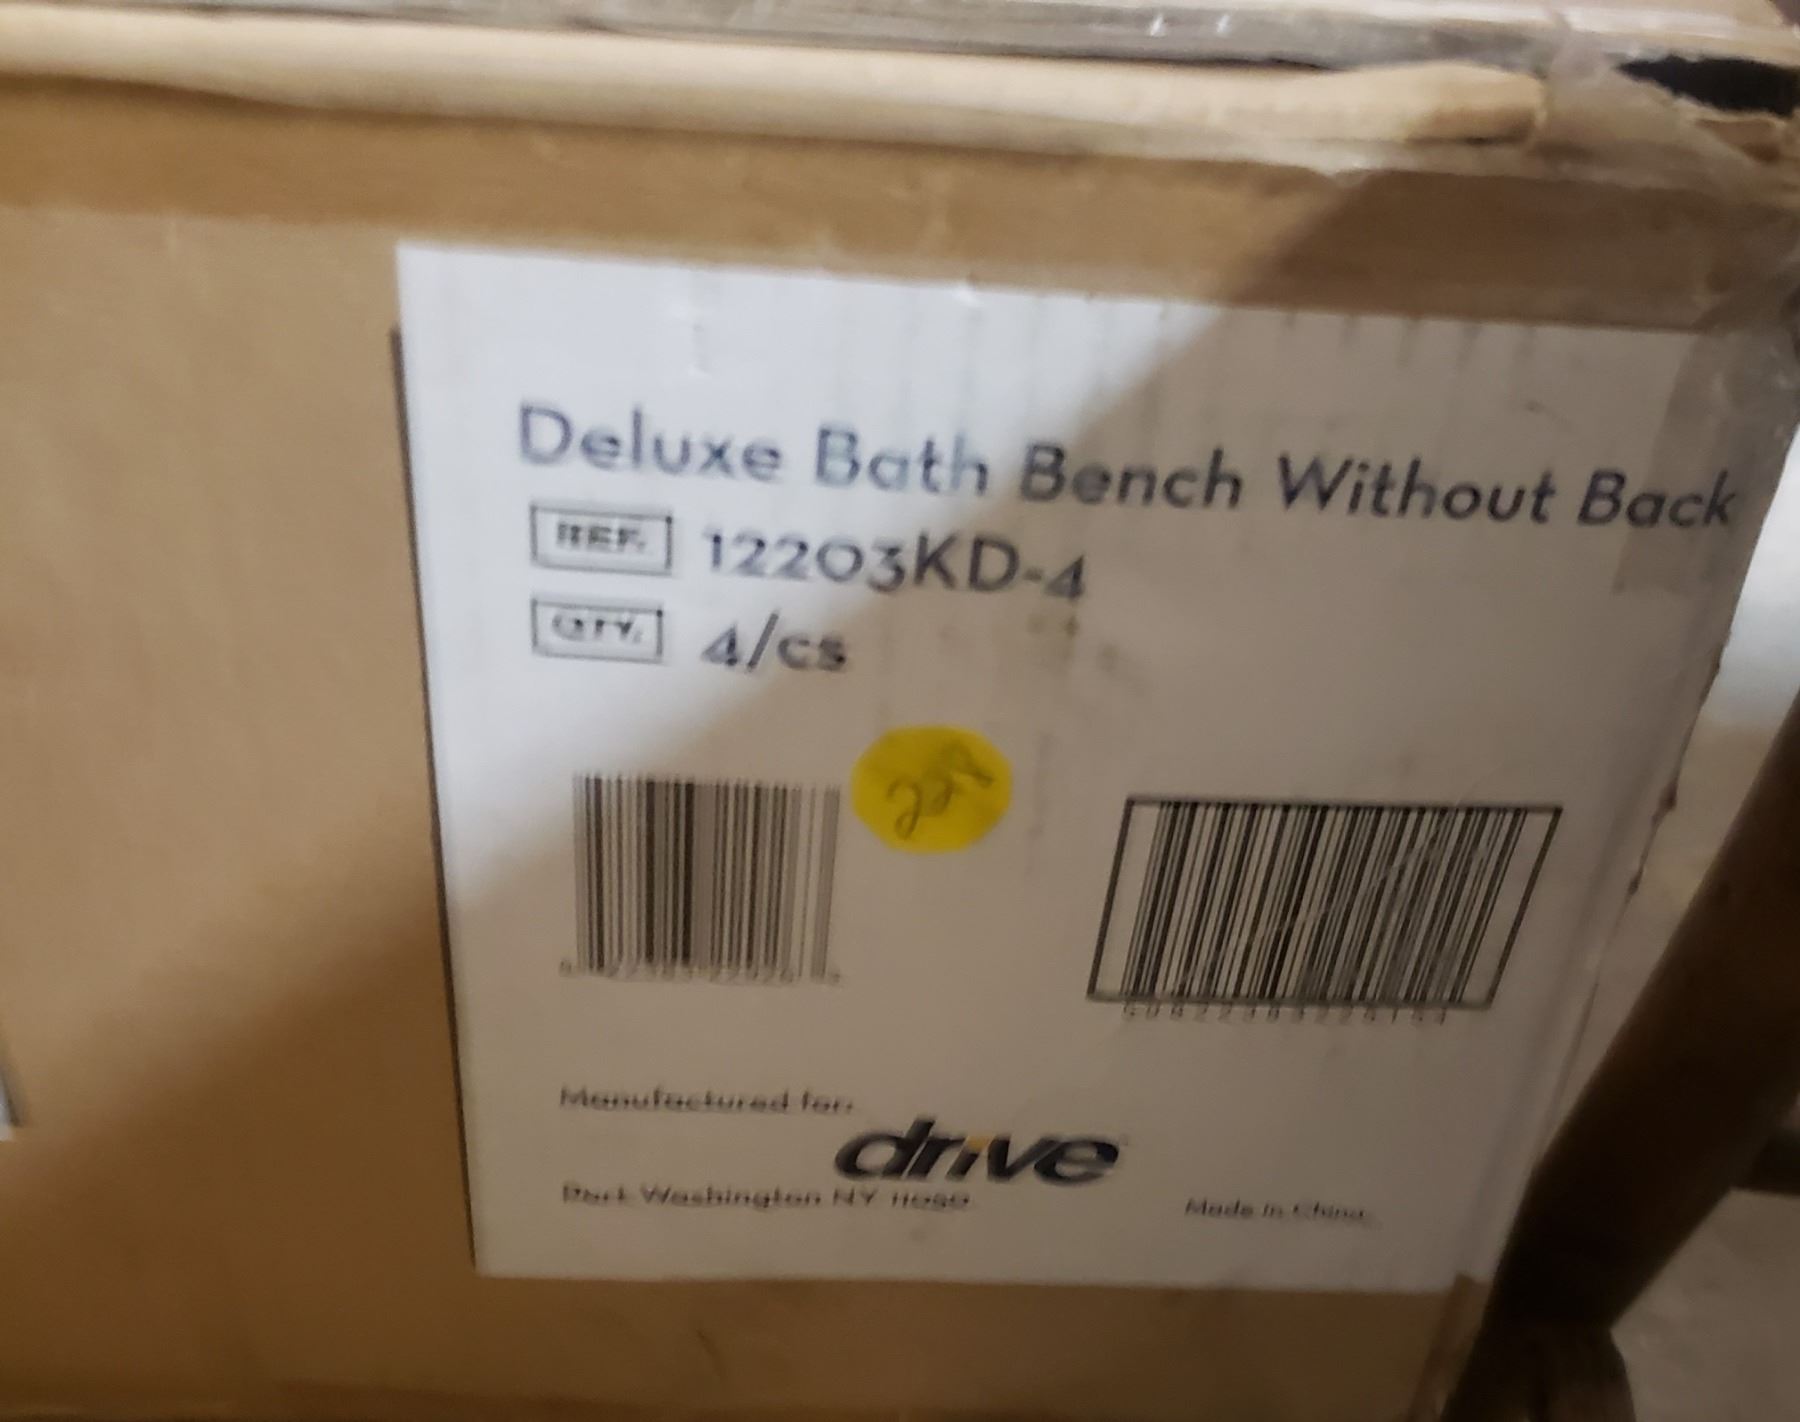 Deluxe Bath Bench Without Back
REF. 12203KD-4
QTY. 4/cs
228
Manufactured for:
drive
Port Washington NY 11050
Made in China